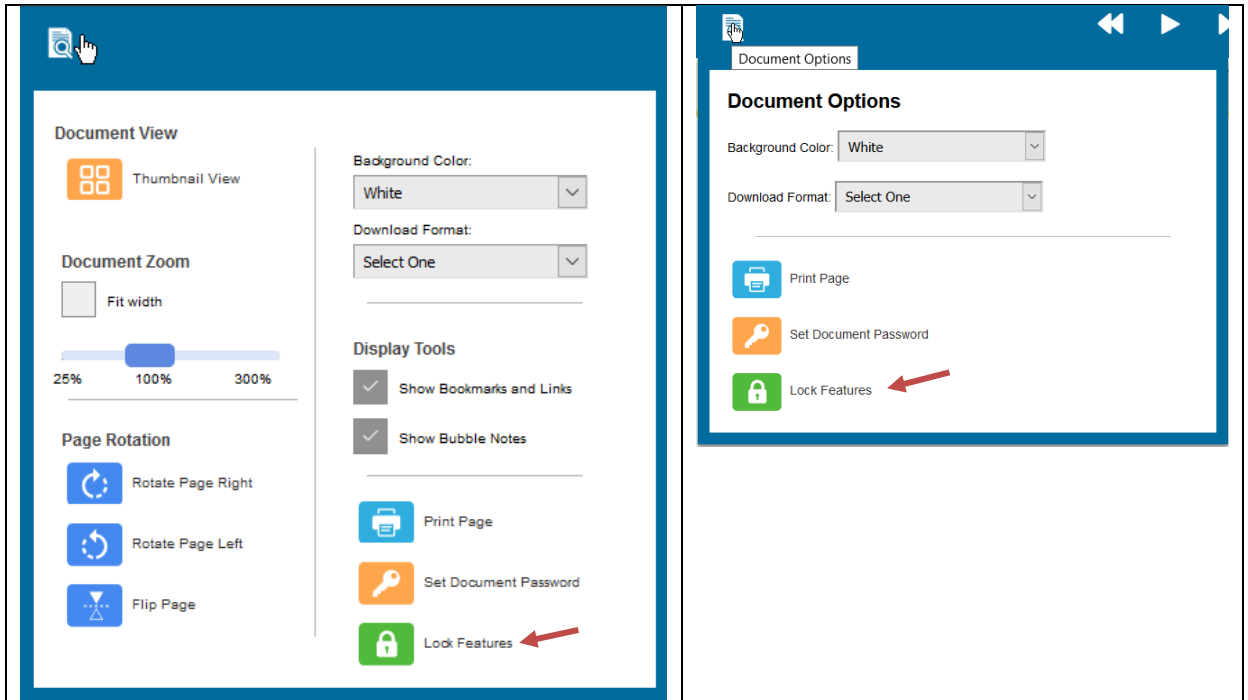 Document View
Thumbnail View
Document Zoom
Fit width
25% 100% 300%
Page Rotation
Rotate Page Right
Rotate Page Left
Flip Page
Background Color:
White
Download Format:
Select One
Display Tools
Show Bookmarks and Links
Show Bubble Notes
Print Page
Set Document Password
Lock Features
Document Options
Document Options
Background Color: White
Download Format: Select One
Print Page
Set Document Password
Lock Features